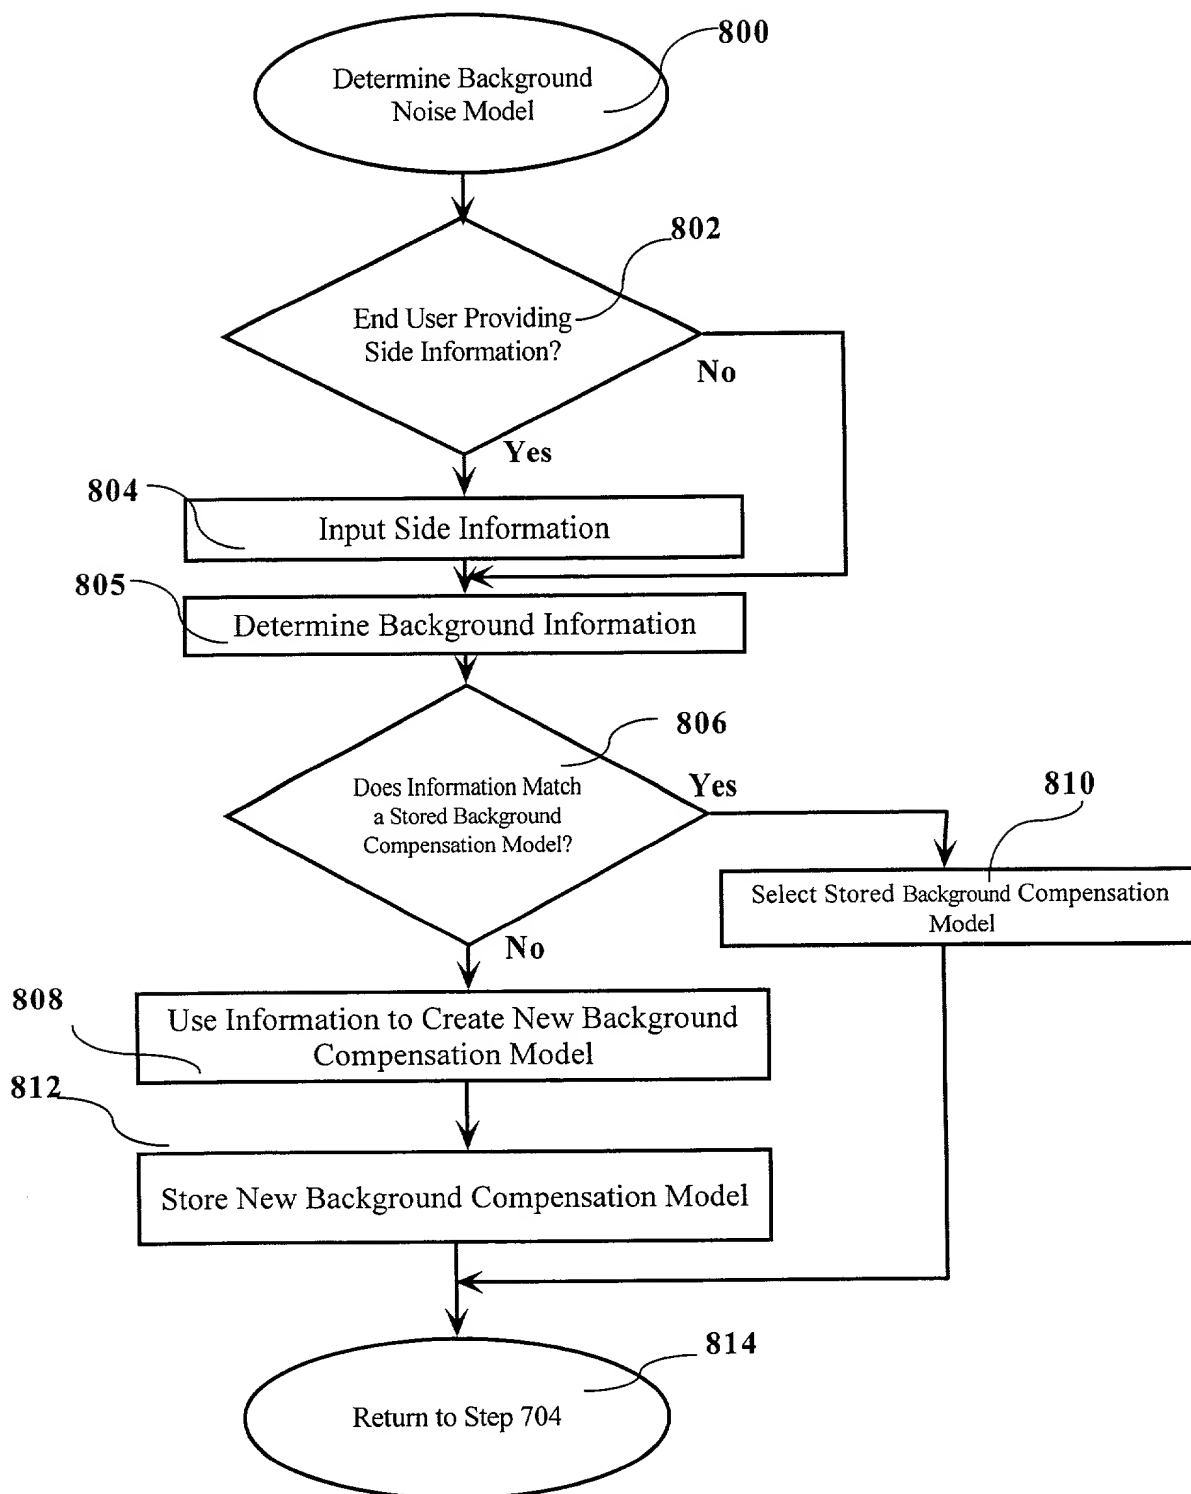 800
Determine Background
Noise Model
802
End User Providing
Side Information?
No
Yes
804
Input Side Information
805
Determine Background Information
806
Does Information Match
a Stored Background
Compensation Model?
Yes
810
Select Stored Background Compensation
Model
No
808
Use Information to Create New Background
Compensation Model
812
Store New Background Compensation Model
814
Return to Step 704